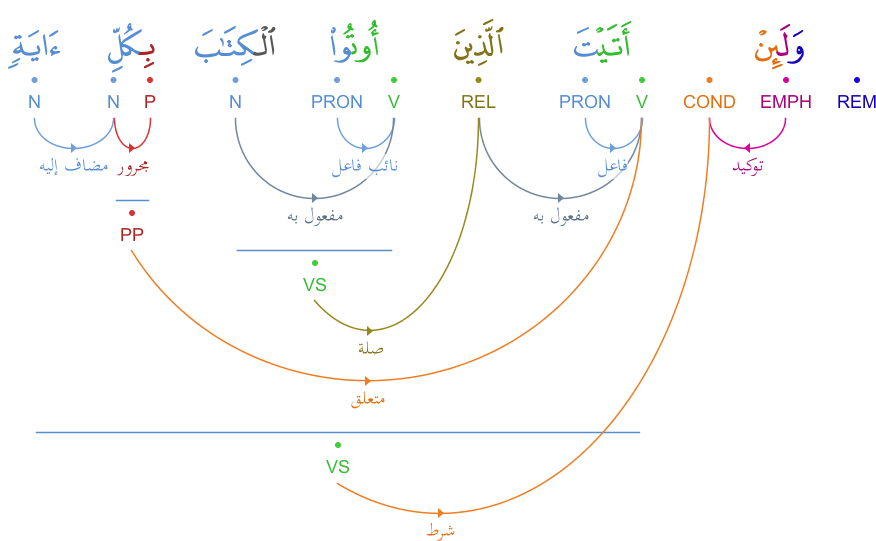 وَلَئِنْ أَتَيْتَ ٱلَّذِينَ أُوتُوا۟ ٱلْكِتَٰبَ بِكُلِّ ءَايَةٍ
REM EMPH COND V PRON REL V PRON N P N N
توكيد فاعل نائب فاعل مجرور مضاف إليه
مفعول به مفعول به
PP
VS
صلة
متعلق
VS
شرط